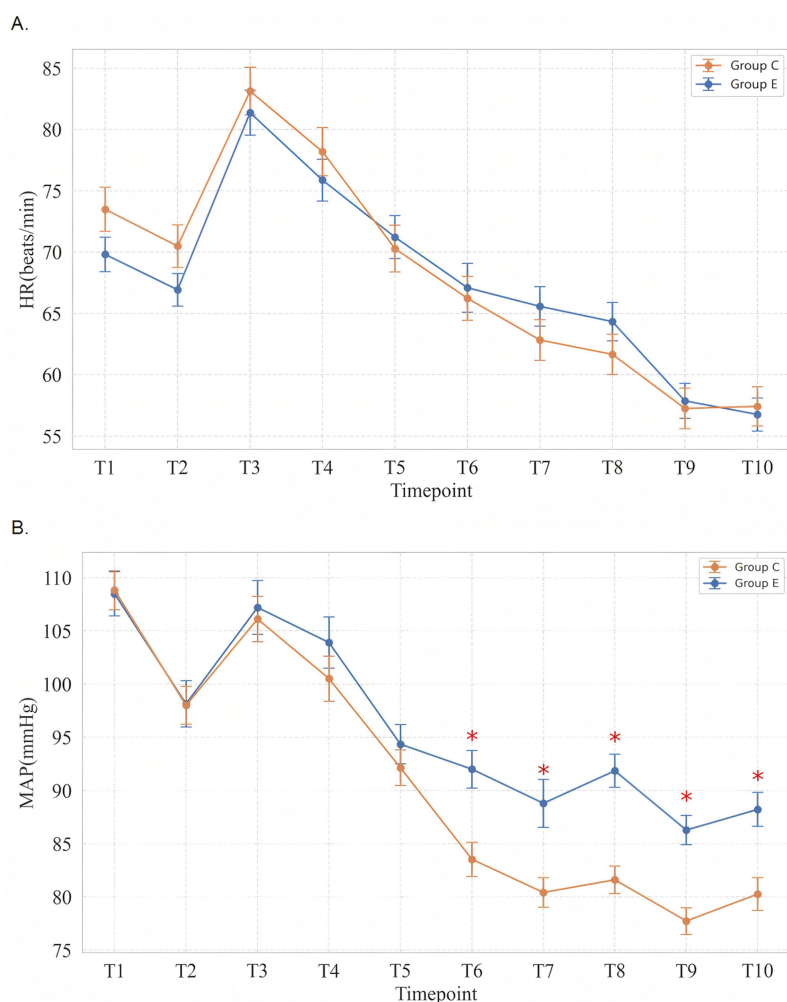 A.
HR(beats/min)
85
80
75
70
65
60
55
Group C
Group E
T1 T2 T3 T4 T5 T6 T7 T8 T9 T10
Timepoint
B.
MAP(mmHg)
110
105
100
95
90
85
80
75
Group C
Group E
*
*
*
*
*
T1 T2 T3 T4 T5 T6 T7 T8 T9 T10
Timepoint